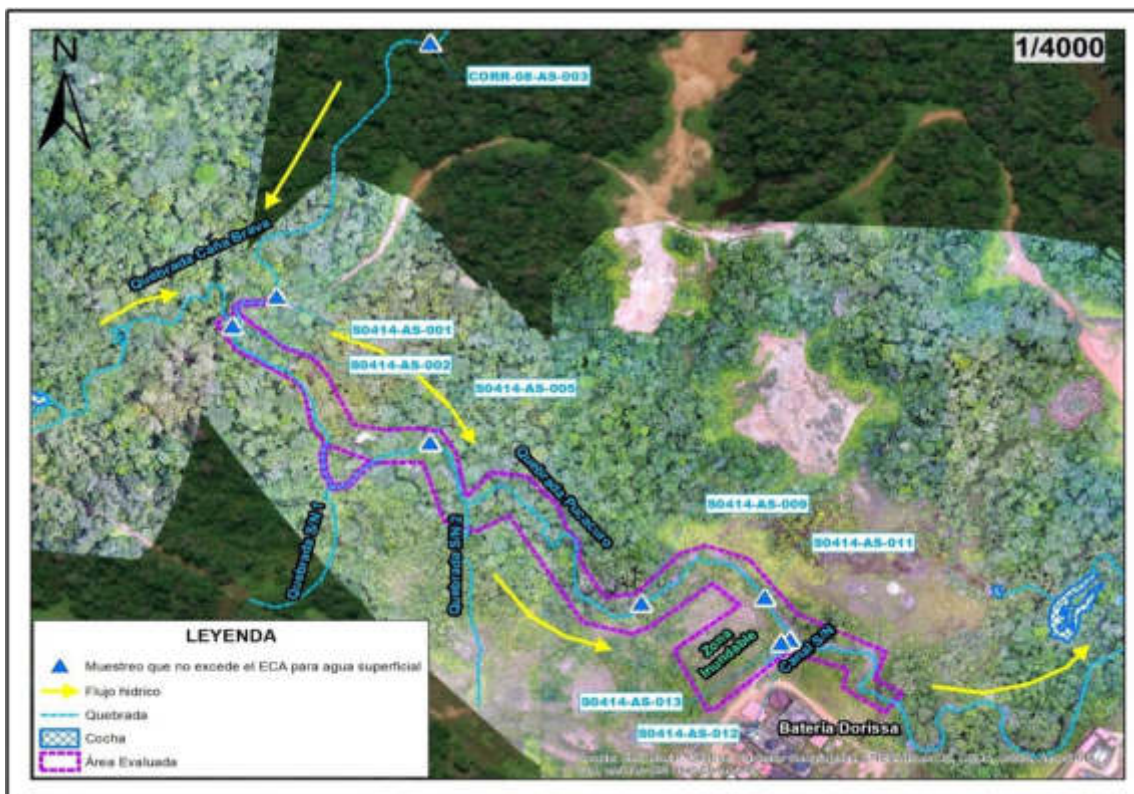 N
1/4000
CORR-08-AS-003
Quebrada Caña Brava
S0414-AS-001
S0414-AS-002
S0414-AS-005
Quebrada S/N 1
Quebrada S/N 2
S0414-AS-009
S0414-AS-011
Zona
Inundable
Canal S/N
S0414-AS-013
S0414-AS-012
Batería Dorissa
LEYENDA
Muestreo que no excede el ECA para agua superficial
Flujo hídrico
Quebrada
Cocha
Área Evaluada